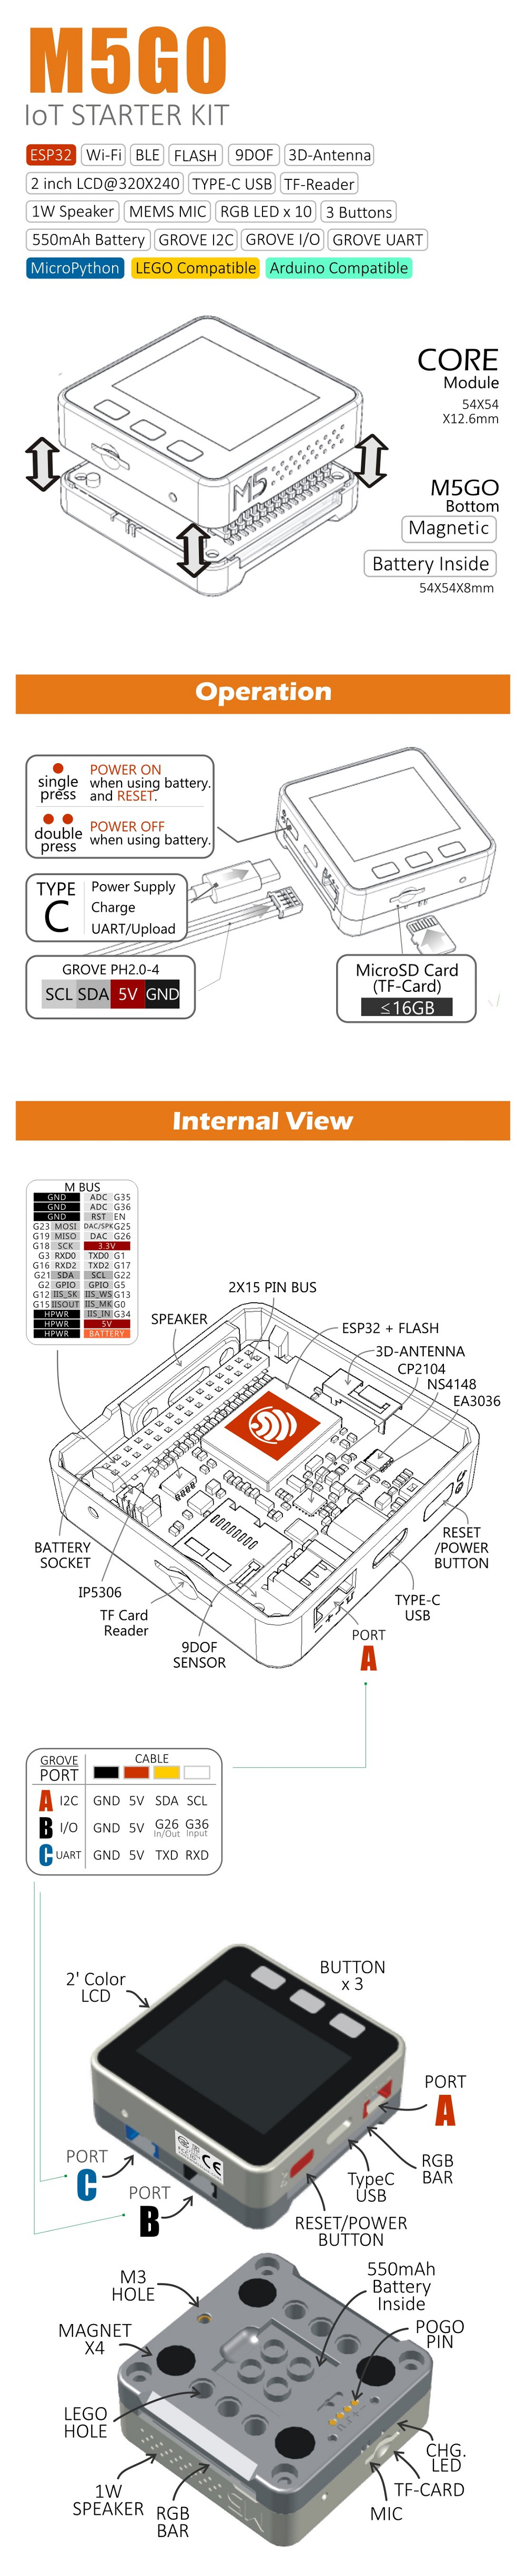 M5GO
IoT STARTER KIT
ESP32 Wi-Fi BLE FLASH 9DOF 3D-Antenna
2 inch LCD@320X240 TYPE-C USB TF-Reader
1W Speaker MEMS MIC RGB LED x 10 3 Buttons
550mAh Battery GROVE I2C GROVE I/O GROVE UART
MicroPython LEGO Compatible Arduino Compatible
CORE
Module
54X54
X12.6mm
M5
M5GO
Bottom
Magnetic
Battery Inside
54X54X8mm
Operation
single
press
POWER ON
when using battery.
and RESET.
double
press
POWER OFF
when using battery.
TYPE
C
Power Supply
Charge
UART/Upload
GROVE PH2.0-4
SCL SDA 5V GND
MicroSD Card
(TF-Card)
≤16GB
Internal View
M BUS
GND ADC G35
GND ADC G36
GND RST EN
G23 MOSI DAC/SPK G25
G19 MISO DAC G26
G18 SCK 3.3V
G3 RXD0 TXD0 G1
G16 RXD2 TXD2 G17
G21 SDA SCL G22
G2 GPIO GPIO G5
G12 IIS_SK IIS_WS G13
G15 IISOUT IIS_MK G0
HPWR IIS_IN G34
HPWR 5V
HPWR BATTERY
2X15 PIN BUS
SPEAKER
ESP32 + FLASH
3D-ANTENNA
CP2104
NS4148
EA3036
BATTERY
SOCKET
IP5306
TF Card
Reader
9DOF
SENSOR
RESET
/POWER
BUTTON
TYPE-C
USB
PORT
A
GROVE
PORT
CABLE
A I2C GND 5V SDA SCL
B I/O GND 5V G26 G36
In/Out Input
C UART GND 5V TXD RXD
2' Color
LCD
BUTTON
x 3
PORT
A
RGB
BAR
TypeC
USB
RESET/POWER
BUTTON
PORT
C
PORT
B
CE
M3
HOLE
550mAh
Battery
Inside
MAGNET
X4
POGO
PIN
LEGO
HOLE
CHG.
LED
TF-CARD
MIC
1W
SPEAKER
RGB
BAR
M5